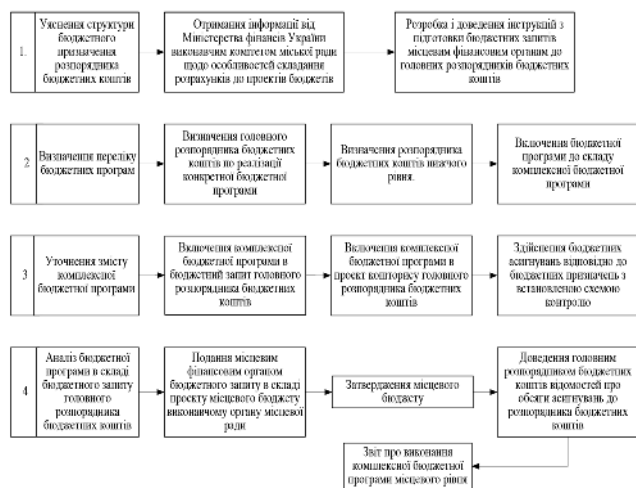 1.
Уяснення структури
бюджетного
призначення
розпорядника
бюджетних коштів
Отримання інформації від
Міністерства фінансів України
виконавчим комітетом міської ради
щодо особливостей складання
розрахунків до проектів бюджетів
Розробка і доведення інструкцій з
підготовки бюджетних запитів
місцевим фінансовим органам до
головних розпорядників бюджетних
коштів
2
Визначення переліку
бюджетних програм
Визначення головного
розпорядника бюджетних
коштів по реалізації
конкретної бюджетної
програми
Визначення розпорядника
бюджетних коштів нижчого
рівня.
Включення бюджетної
програми до складу
комплексної бюджетної
програми
3
Уточнення змісту
комплексної
бюджетної програми
Включення комплексної
бюджетної програми в
бюджетний запит головного
розпорядника бюджетних
коштів
Включення комплексної
бюджетної програми в
проект кошторису головного
розпорядника бюджетних
коштів
Здійснення бюджетних
асигнувань відповідно до
бюджетних призначень з
встановленою схемою
контролю
4
Аналіз бюджетної
програми в складі
бюджетного запиту
головного
розпорядника
бюджетних коштів
Подання місцевим
фінансовим органом
бюджетного запиту в складі
проекту місцевого бюджету
виконавчому органу місцевої
ради
Затвердження місцевого
бюджету
Доведення головним
розпорядником бюджетних
коштів відомостей про
обсяги асигнувань до
розпорядника бюджетних
коштів
Звіт про виконання
комплексної бюджетної
програми місцевого рівня